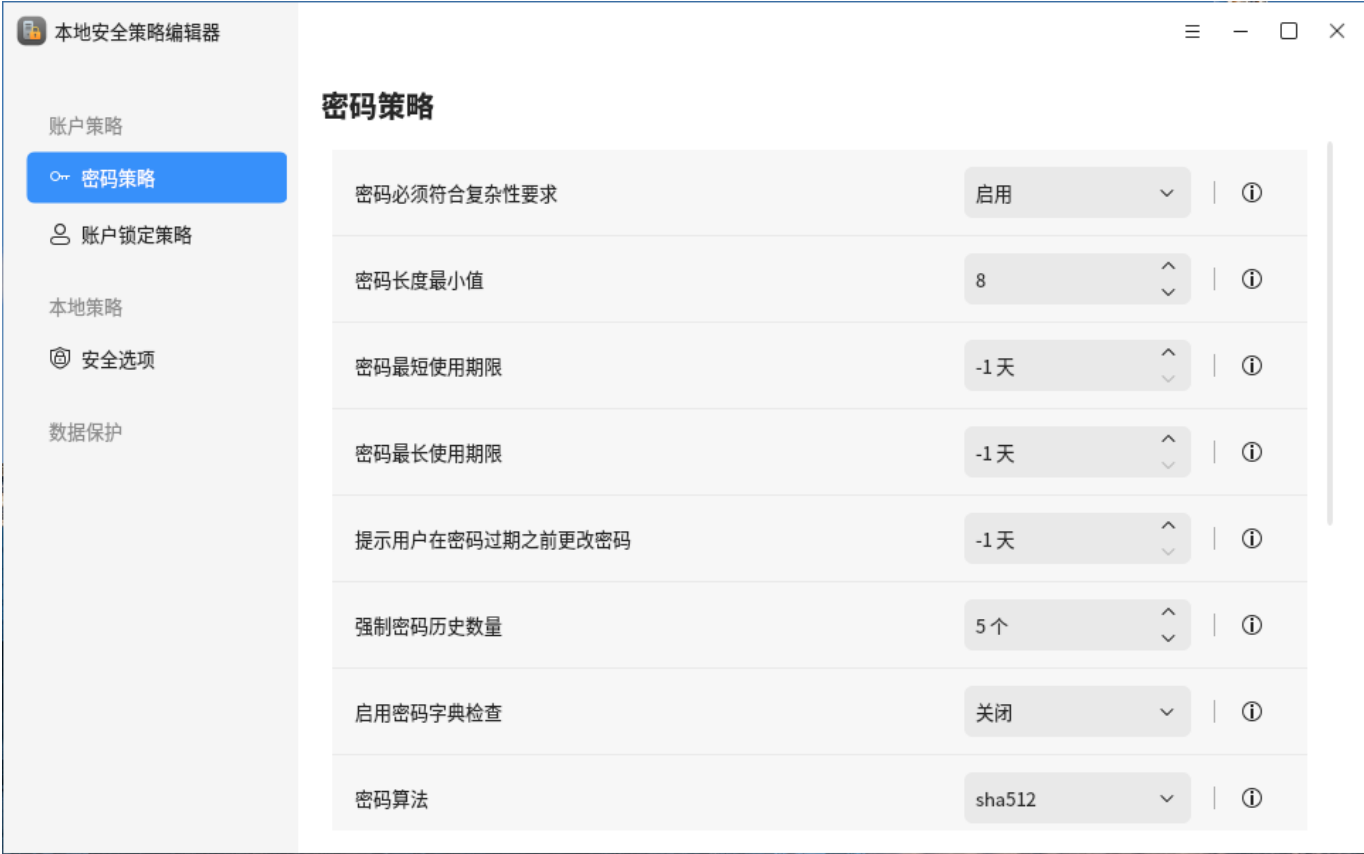 本地安全策略编辑器
账户策略
密码策略
账户锁定策略
本地策略
安全选项
数据保护
密码策略
密码必须符合复杂性要求 启用
密码长度最小值 8
密码最短使用期限 -1 天
密码最长使用期限 -1 天
提示用户在密码过期之前更改密码 -1 天
强制密码历史数量 5 个
启用密码字典检查 关闭
密码算法 sha512